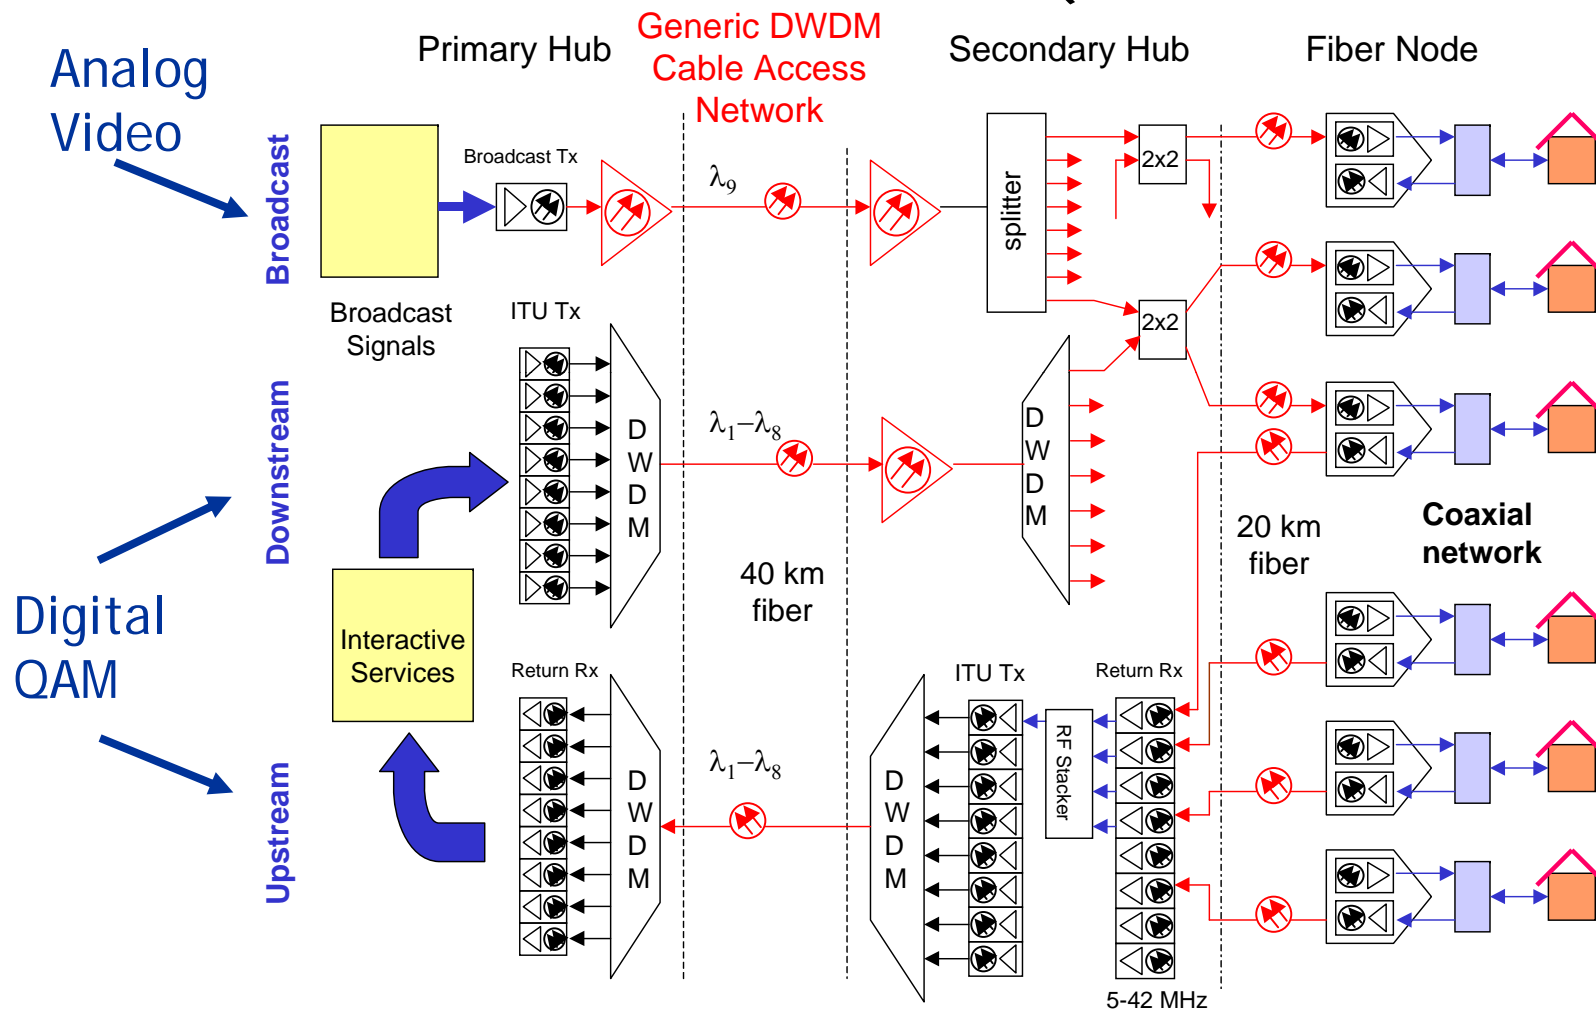 Generic DWDM
Cable Access
Network
Primary Hub
Secondary Hub
Fiber Node
Analog
Video
Broadcast
Broadcast Tx
λ9
splitter
2x2
2x2
Broadcast
Signals
ITU Tx
Downstream
D
W
D
M
λ1–λ8
D
W
D
M
40 km
fiber
20 km
fiber
Coaxial
network
Digital
QAM
Interactive
Services
Upstream
Return Rx
D
W
D
M
λ1–λ8
D
W
D
M
ITU Tx
RF Stacker
Return Rx
5-42 MHz